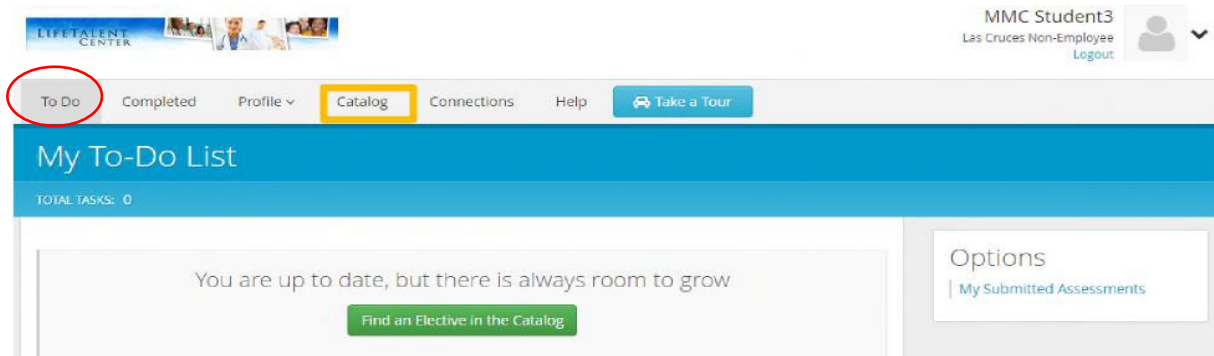 LIFETALENT
CENTER
MMC Student3
Las Cruces Non-Employee
Logout
To Do Completed Profile Catalog Connections Help Take a Tour
My To-Do List
TOTAL TASKS: 0
You are up to date, but there is always room to grow
Find an Elective in the Catalog
Options
My Submitted Assessments